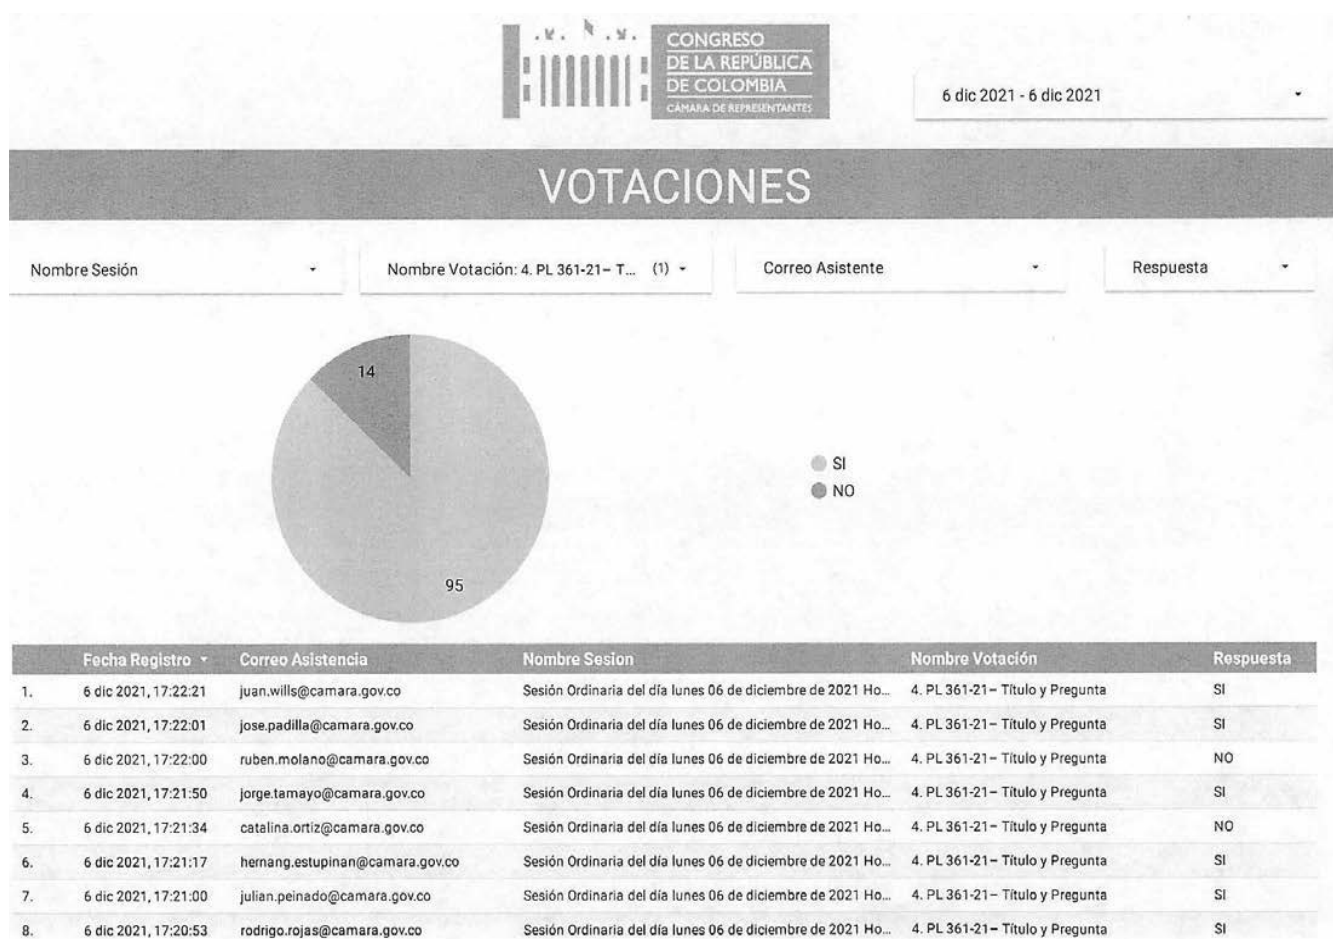 CONGRESO
DE LA REPÚBLICA
DE COLOMBIA
CÁMARA DE REPRESENTANTES
6 dic 2021 - 6 dic 2021
VOTACIONES
Nombre Sesión Nombre Votación: 4. PL 361-21– T... (1) Correo Asistente Respuesta
14
SI
NO
95
Fecha Registro Correo Asistencia Nombre Sesion Nombre Votación Respuesta
1. 6 dic 2021, 17:22:21 juan.wills@camara.gov.co Sesión Ordinaria del día lunes 06 de diciembre de 2021 Ho... 4. PL 361-21– Título y Pregunta SI
2. 6 dic 2021, 17:22:01 jose.padilla@camara.gov.co Sesión Ordinaria del día lunes 06 de diciembre de 2021 Ho... 4. PL 361-21– Título y Pregunta SI
3. 6 dic 2021, 17:22:00 ruben.molano@camara.gov.co Sesión Ordinaria del día lunes 06 de diciembre de 2021 Ho... 4. PL 361-21– Título y Pregunta NO
4. 6 dic 2021, 17:21:50 jorge.tamayo@camara.gov.co Sesión Ordinaria del día lunes 06 de diciembre de 2021 Ho... 4. PL 361-21– Título y Pregunta SI
5. 6 dic 2021, 17:21:34 catalina.ortiz@camara.gov.co Sesión Ordinaria del día lunes 06 de diciembre de 2021 Ho... 4. PL 361-21– Título y Pregunta NO
6. 6 dic 2021, 17:21:17 hernang.estupinan@camara.gov.co Sesión Ordinaria del día lunes 06 de diciembre de 2021 Ho... 4. PL 361-21– Título y Pregunta SI
7. 6 dic 2021, 17:21:00 julian.peinado@camara.gov.co Sesión Ordinaria del día lunes 06 de diciembre de 2021 Ho... 4. PL 361-21– Título y Pregunta SI
8. 6 dic 2021, 17:20:53 rodrigo.rojas@camara.gov.co Sesión Ordinaria del día lunes 06 de diciembre de 2021 Ho... 4. PL 361-21– Título y Pregunta SI